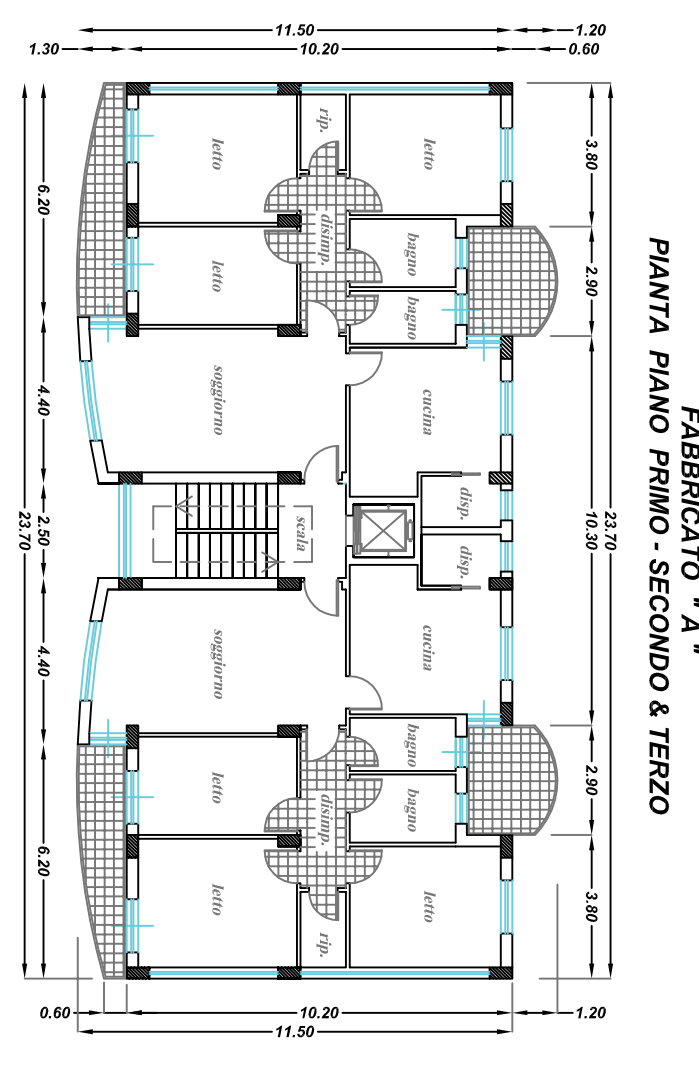 FABBRICATO "A"
PIANTA PIANO PRIMO - SECONDO & TERZO
11.50
1.20
1.30
10.20
0.60
letto
rip.
letto
3.80
6.20
disimp.
bagno
letto
2.90
bagno
soggiorno
cucina
4.40
disp.
23.70
2.50
scala
10.30
23.70
disp.
soggiorno
cucina
4.40
bagno
letto
disimp.
bagno
2.90
6.20
letto
letto
3.80
rip.
0.60
10.20
1.20
11.50